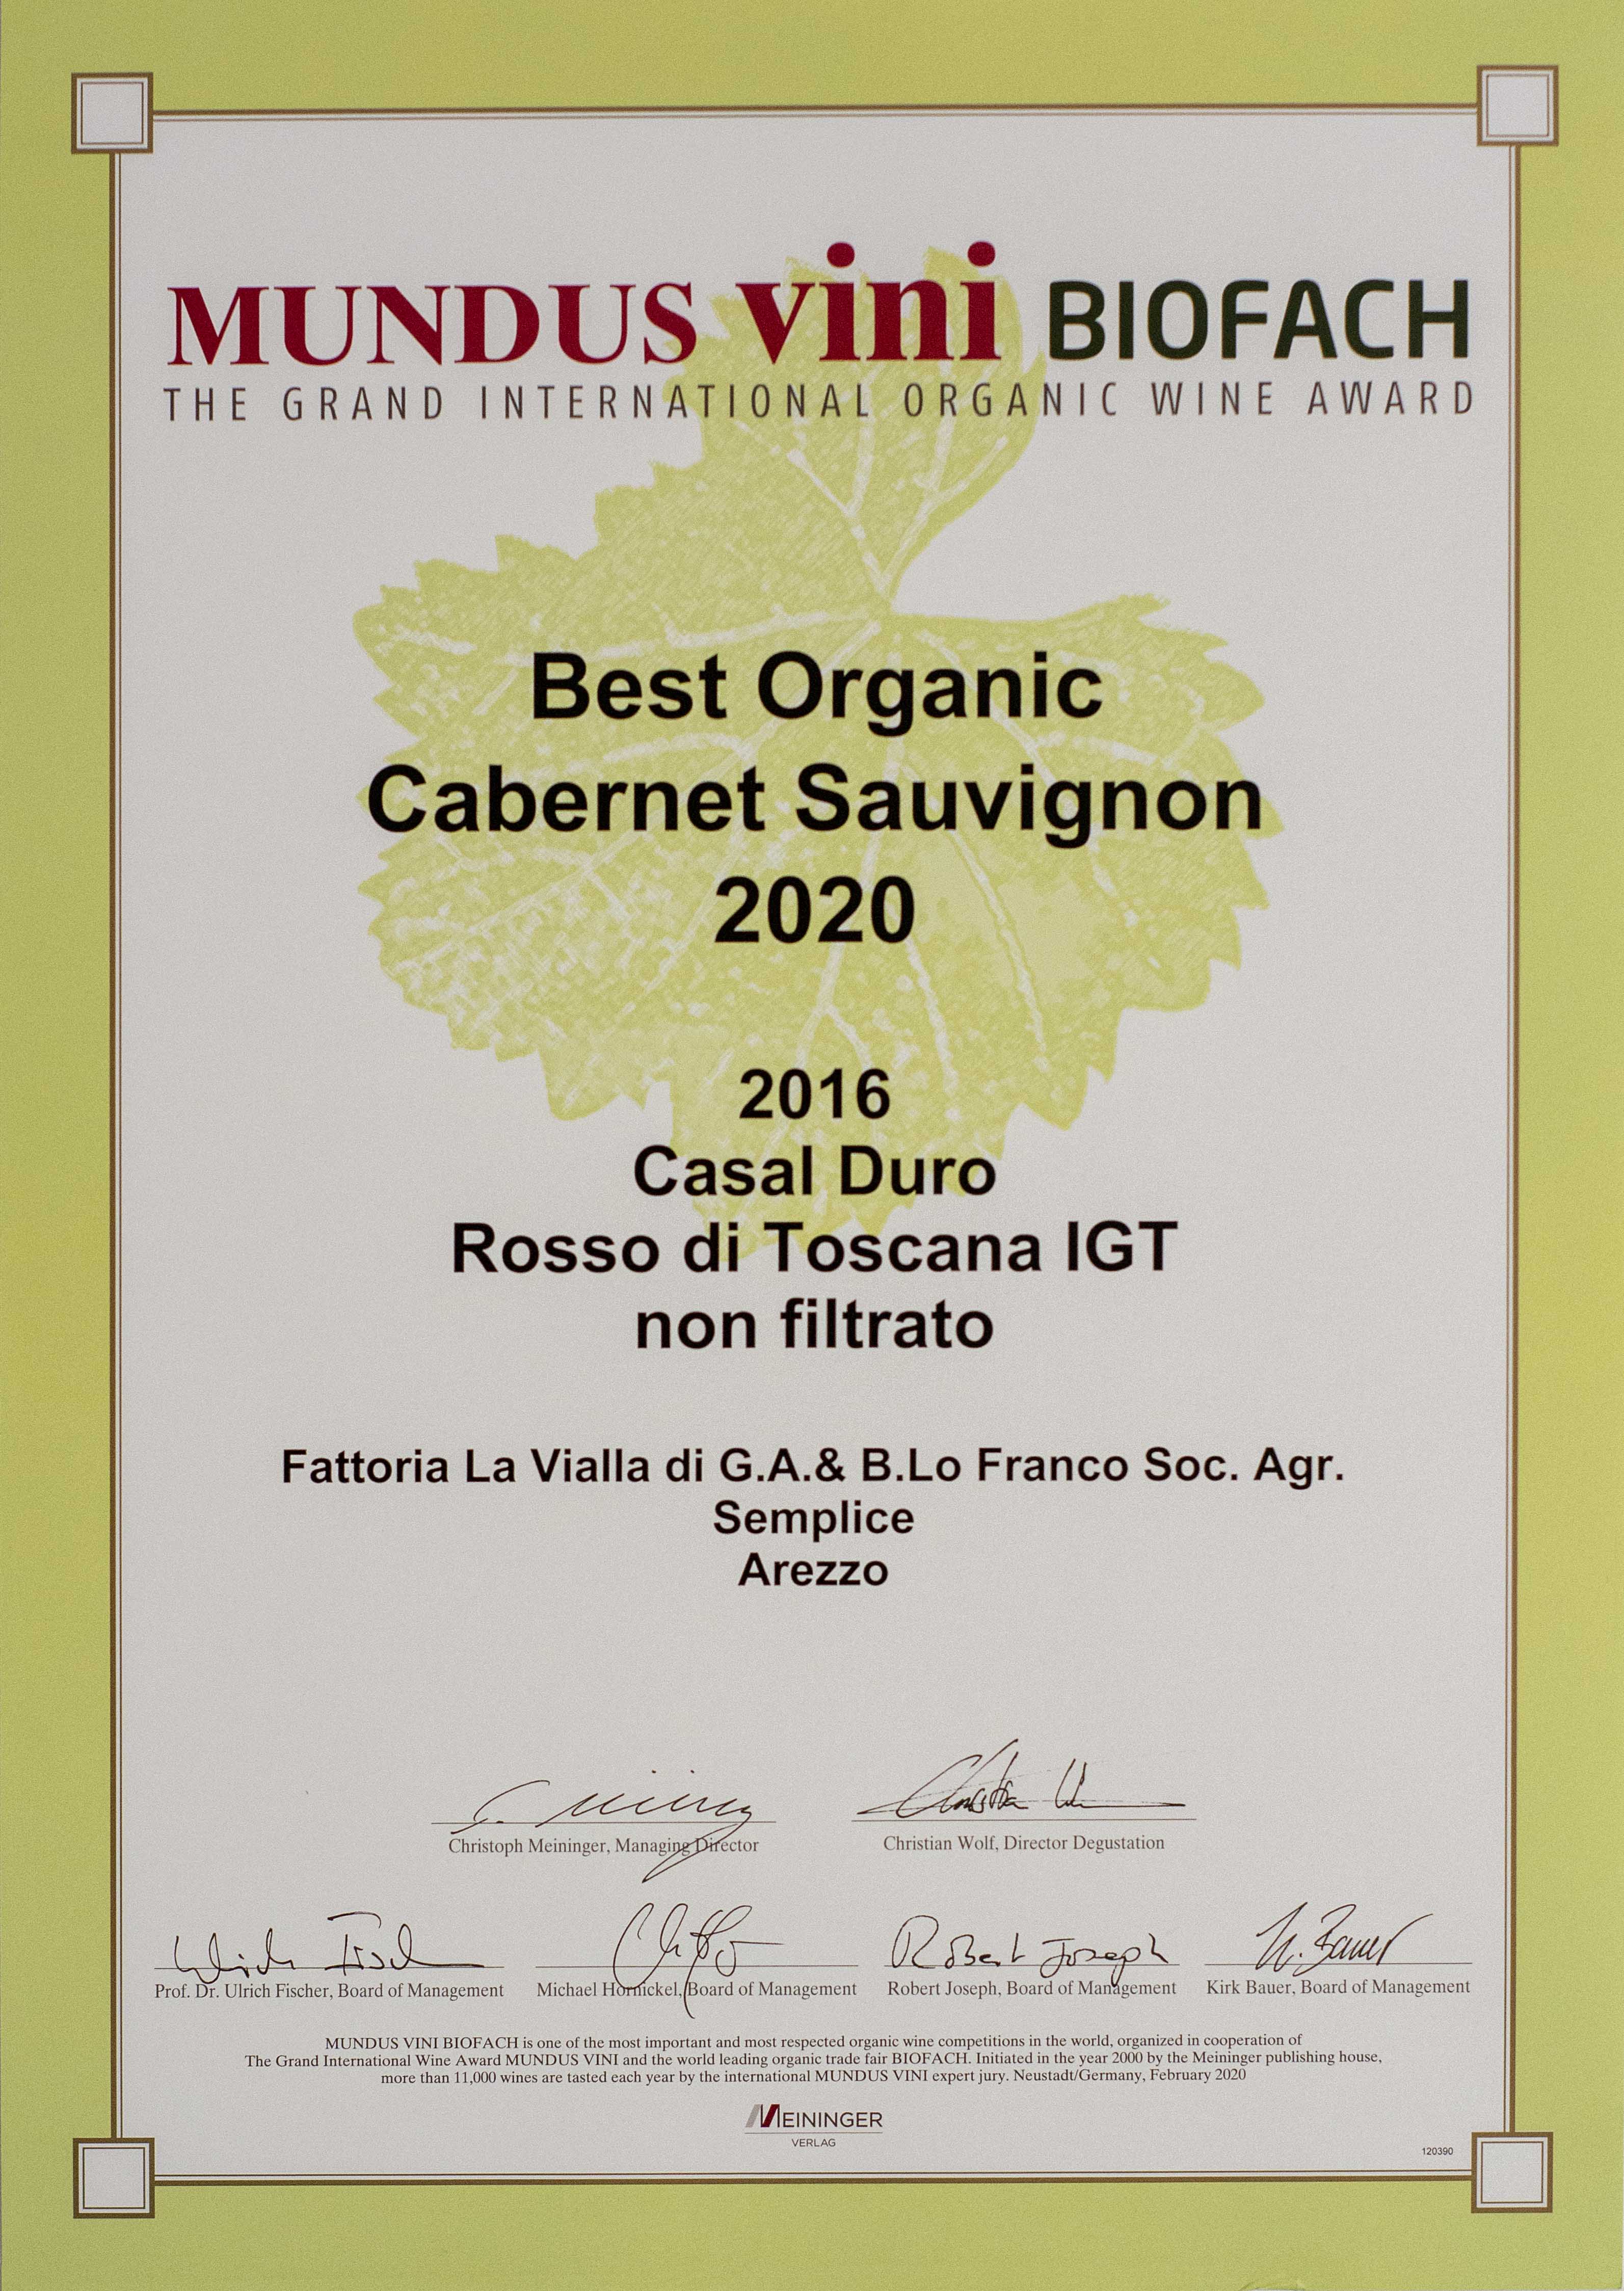 MUNDUS vini BIOFACH
THE GRAND INTERNATIONAL ORGANIC WINE AWARD
Best Organic
Cabernet Sauvignon
2020
2016
Casal Duro
Rosso di Toscana IGT
non filtrato
Fattoria La Vialla di G.A.& B.Lo Franco Soc. Agr.
Semplice
Arezzo
Christoph Meininger, Managing Director
Christian Wolf, Director Degustation
Robert Joseph
Prof. Dr. Ulrich Fischer, Board of Management
Michael Hornickel, Board of Management
Robert Joseph, Board of Management
Kirk Bauer, Board of Management
MUNDUS VINI BIOFACH is one of the most important and most respected organic wine competitions in the world, organized in cooperation of
The Grand International Wine Award MUNDUS VINI and the world leading organic trade fair BIOFACH. Initiated in the year 2000 by the Meininger publishing house,
more than 11,000 wines are tasted each year by the international MUNDUS VINI expert jury. Neustadt/Germany, February 2020
MEININGER
VERLAG
120390